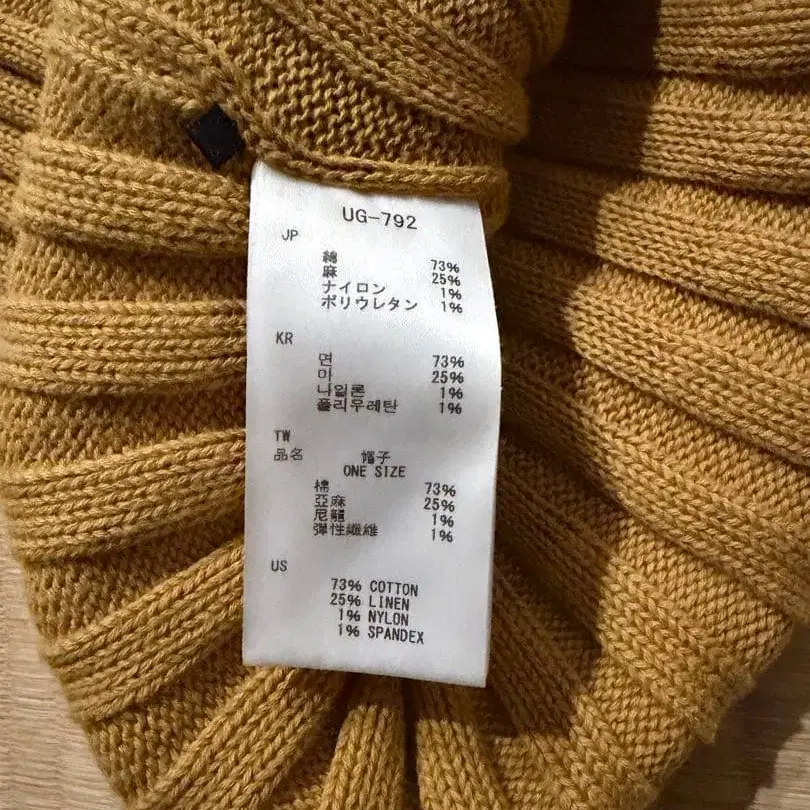 UG-792
JP
綿 73%
麻 25%
ナイロン 1%
ポリウレタン 1%
KR
면 73%
마 25%
나일론 1%
폴리우레탄 1%
TW
品名 帽子
ONE SIZE
棉 73%
亞麻 25%
尼龍 1%
彈性纖維 1%
US
73% COTTON
25% LINEN
1% NYLON
1% SPANDEX